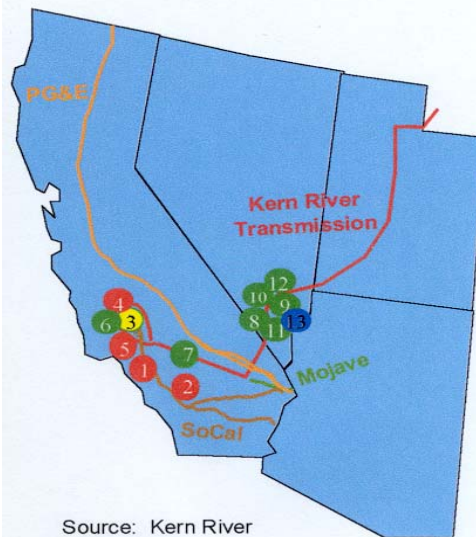 PG&E
Kern River
Transmission
12
10
9
4
6
3
8
13
11
5
7
1
2
Mojave
SoCal
Source: Kern River